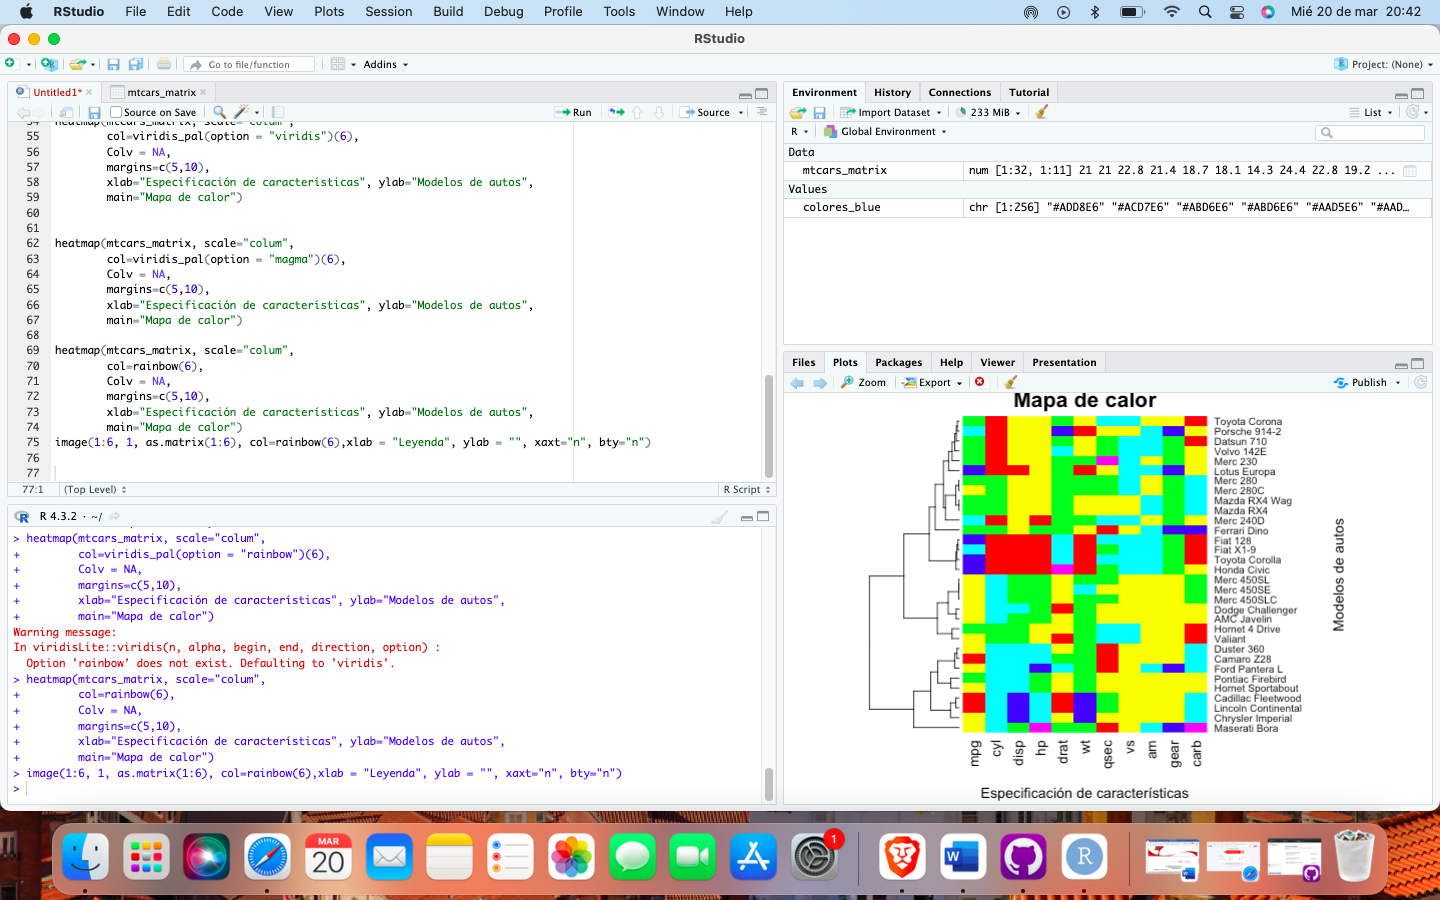 RStudio File Edit Code View Plots Session Build Debug Profile Tools Window Help Mié 20 de mar 20:42
RStudio
Go to file/function Addins Project: (None)
Untitled1* mtcars_matrix
Source on Save Run Source
54 heatmap(mtcars_matrix, scale="colum",
55 col=viridis_pal(option = "viridis")(6),
56 Colv = NA,
57 margins=c(5,10),
58 xlab="Especificación de características", ylab="Modelos de autos",
59 main="Mapa de calor")
60
61
62 heatmap(mtcars_matrix, scale="colum",
63 col=viridis_pal(option = "magma")(6),
64 Colv = NA,
65 margins=c(5,10),
66 xlab="Especificación de características", ylab="Modelos de autos",
67 main="Mapa de calor")
68
69 heatmap(mtcars_matrix, scale="colum",
70 col=rainbow(6),
71 Colv = NA,
72 margins=c(5,10),
73 xlab="Especificación de características", ylab="Modelos de autos",
74 main="Mapa de calor")
75 image(1:6, 1, as.matrix(1:6), col=rainbow(6),xlab = "Leyenda", ylab = "", xaxt="n", bty="n")
76
77
77:1 (Top Level) R Script
R 4.3.2 · ~/
> heatmap(mtcars_matrix, scale="colum",
+ col=viridis_pal(option = "rainbow")(6),
+ Colv = NA,
+ margins=c(5,10),
+ xlab="Especificación de características", ylab="Modelos de autos",
+ main="Mapa de calor")
Warning message:
In viridisLite::viridis(n, alpha, begin, end, direction, option) :
Option 'rainbow' does not exist. Defaulting to 'viridis'.
> heatmap(mtcars_matrix, scale="colum",
+ col=rainbow(6),
+ Colv = NA,
+ margins=c(5,10),
+ xlab="Especificación de características", ylab="Modelos de autos",
+ main="Mapa de calor")
> image(1:6, 1, as.matrix(1:6), col=rainbow(6),xlab = "Leyenda", ylab = "", xaxt="n", bty="n")
>
Environment History Connections Tutorial
Import Dataset 233 MiB List
R Global Environment
Data
mtcars_matrix num [1:32, 1:11] 21 21 22.8 21.4 18.7 18.1 14.3 24.4 22.8 19.2 ...
Values
colores_blue chr [1:256] "#ADD8E6" "#ACD7E6" "#ABD6E6" "#ABD6E6" "#AAD5E6" "#AAD…
Files Plots Packages Help Viewer Presentation
Zoom Export Publish
Mapa de calor
Toyota Corona
Porsche 914-2
Datsun 710
Volvo 142E
Merc 230
Lotus Europa
Merc 280
Merc 280C
Mazda RX4 Wag
Mazda RX4
Merc 240D
Ferrari Dino
Fiat 128
Fiat X1-9
Toyota Corolla
Honda Civic
Merc 450SL
Merc 450SE
Merc 450SLC
Dodge Challenger
AMC Javelin
Hornet 4 Drive
Valiant
Duster 360
Camaro Z28
Ford Pantera L
Pontiac Firebird
Hornet Sportabout
Cadillac Fleetwood
Lincoln Continental
Chrysler Imperial
Maserati Bora
Modelos de autos
mpg cyl disp hp drat wt qsec vs am gear carb
Especificación de características
MAR
20
1
W
R